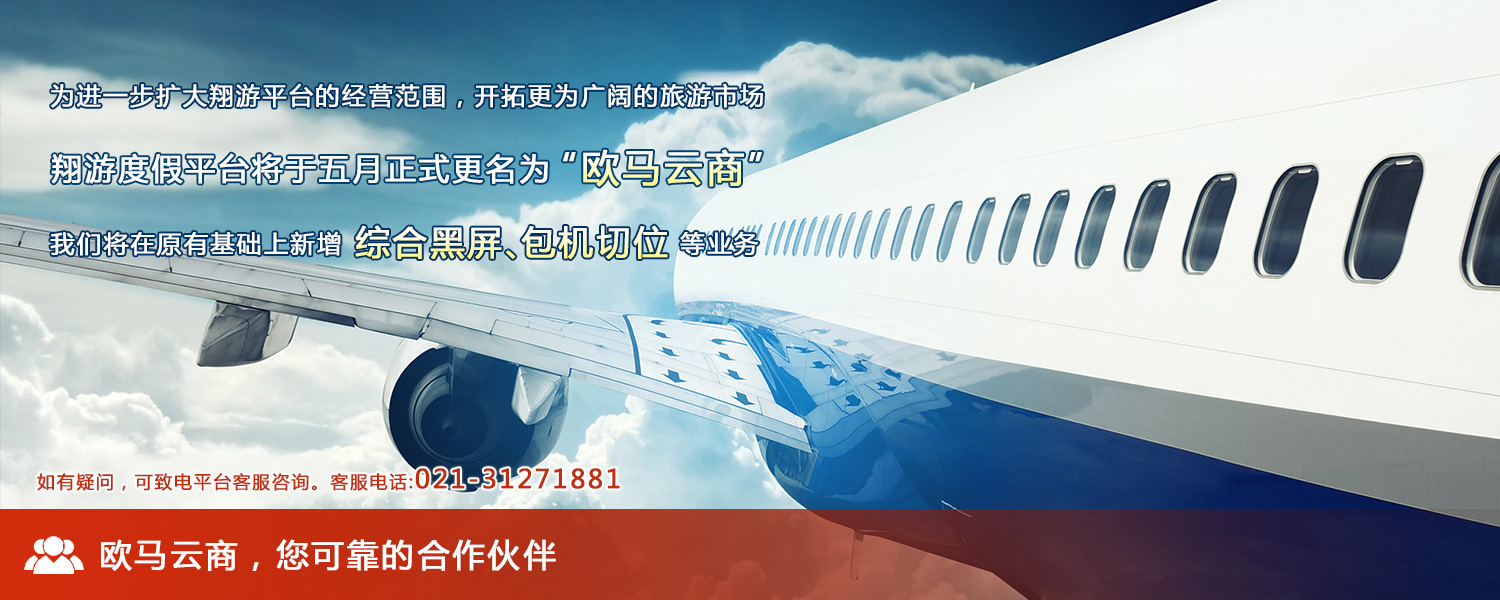 为进一步扩大翔游平台的经营范围，开拓更为广阔的旅游市场
翔游度假平台将于五月正式更名为“欧马云商”
我们将在原有基础上新增 综合黑屏、包机切位 等业务
如有疑问，可致电平台客服咨询。客服电话:021-31271881
欧马云商，您可靠的合作伙伴